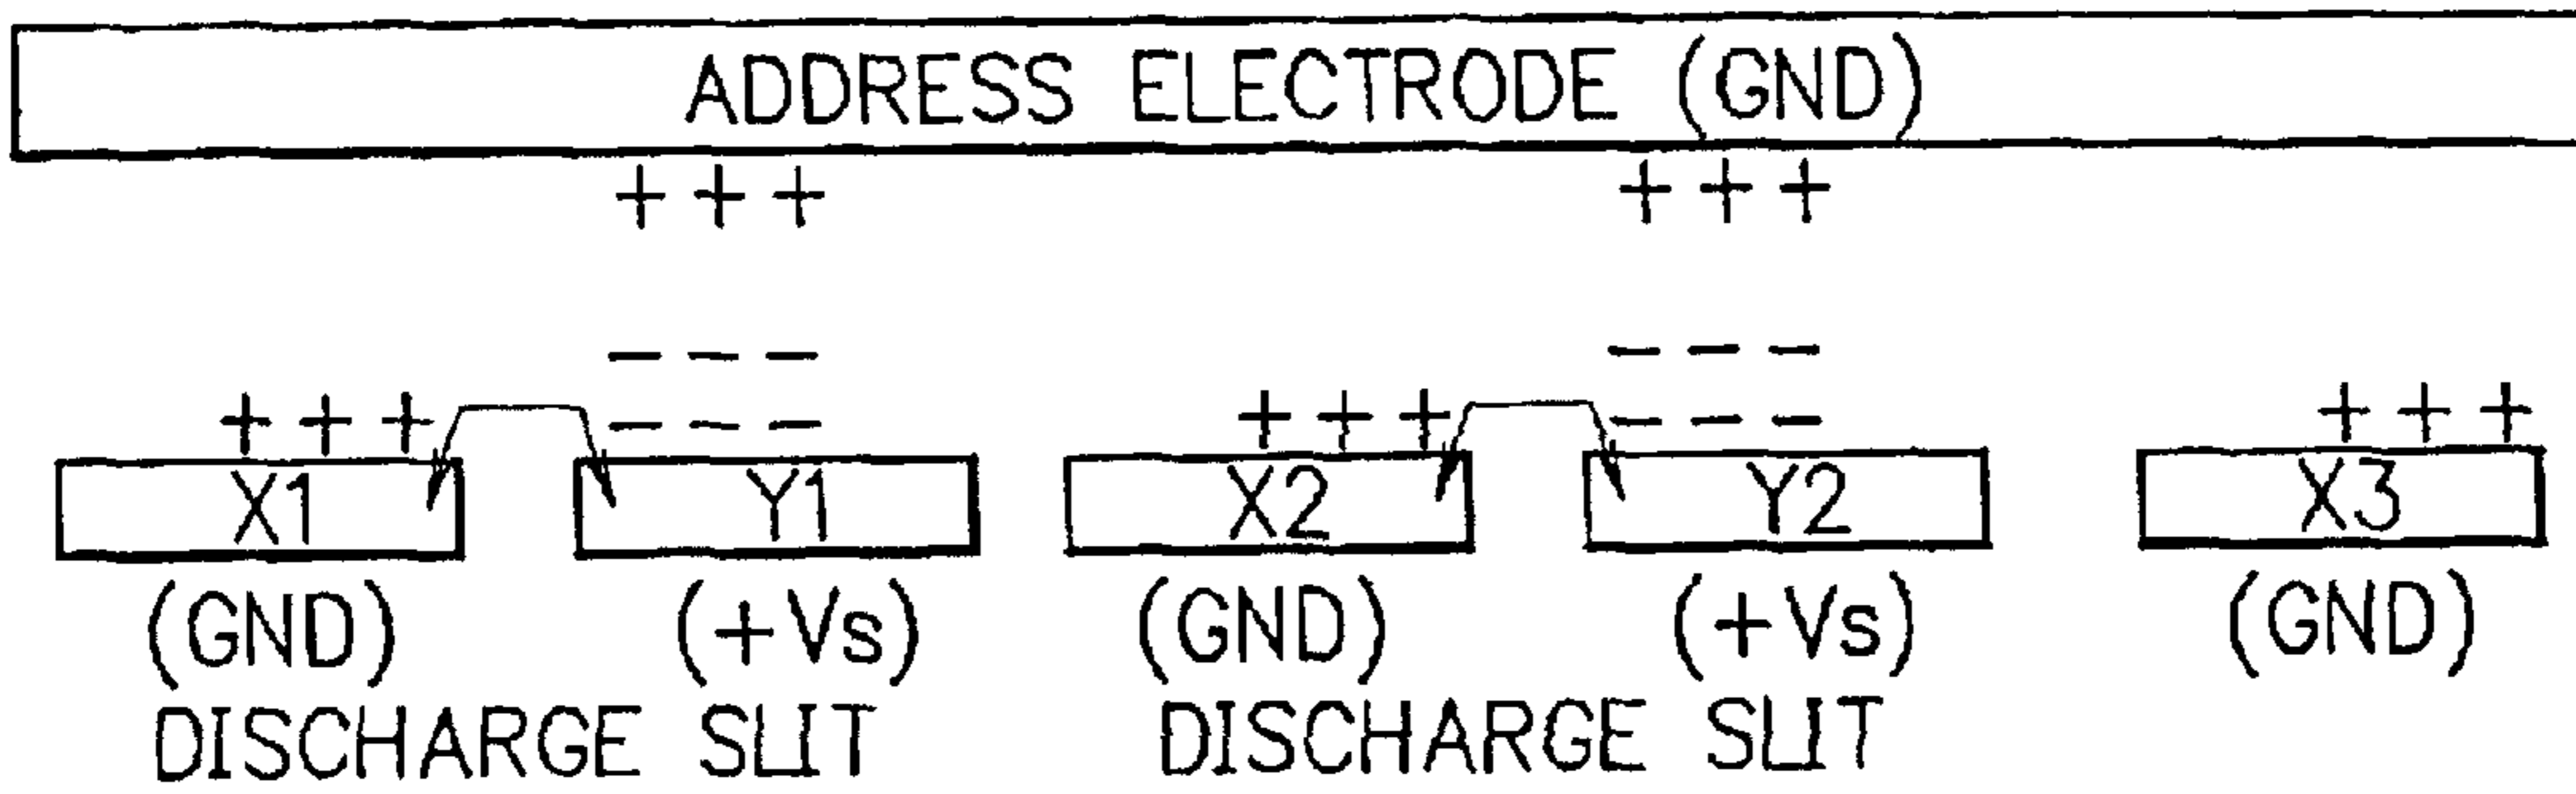 ADDRESS ELECTRODE (GND)
+ + + + + +
− − − − − −
+ + + − − − + + + − − − + + +
X1 Y1 X2 Y2 X3
(GND) (+Vs) (GND) (+Vs) (GND)
DISCHARGE SLIT DISCHARGE SLIT